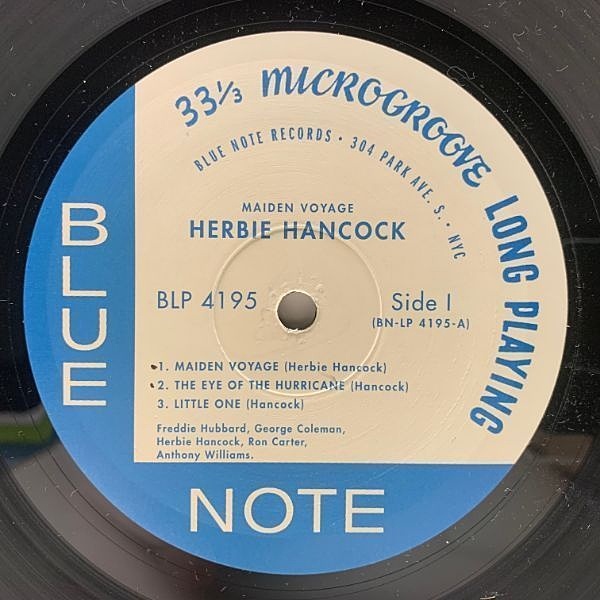 33⅓ MICROGROOVE LONG PLAYING
BLUE NOTE RECORDS • 304 PARK AVE. S. • NYC
MAIDEN VOYAGE
HERBIE HANCOCK
BLP 4195
Side 1
(BN-LP 4195-A)
1. MAIDEN VOYAGE (Herbie Hancock)
2. THE EYE OF THE HURRICANE (Hancock)
3. LITTLE ONE (Hancock)
Freddie Hubbard, George Coleman,
Herbie Hancock, Ron Carter,
Anthony Williams.
BLUE
NOTE